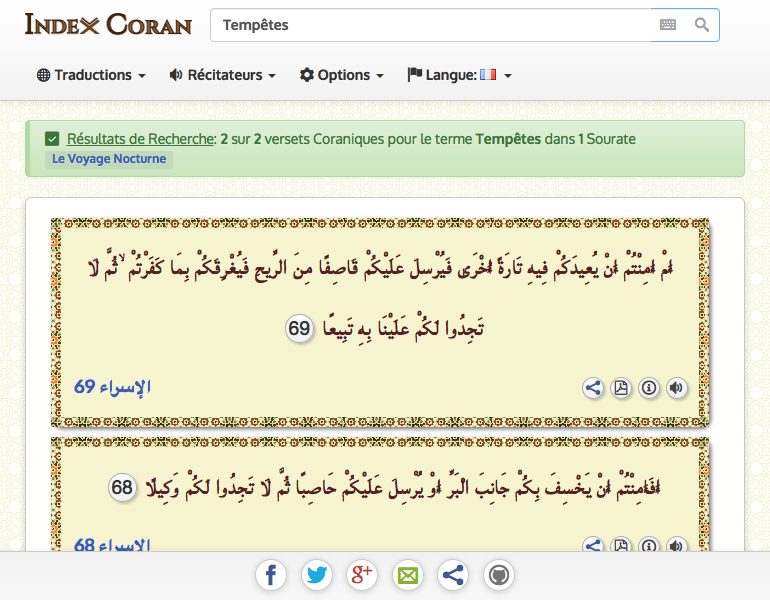 Index Coran
Tempêtes
Traductions Récitateurs Options Langue:
Résultats de Recherche: 2 sur 2 versets Coraniques pour le terme Tempêtes dans 1 Sourate
Le Voyage Nocturne
أَمْ أَمِنْتُمْ أَنْ يُعِيدَكُمْ فِيهِ تَارَةً أُخْرَى فَيُرْسِلَ عَلَيْكُمْ قَاصِفًا مِنَ الرِّيحِ فَيُغْرِقَكُمْ بِمَا كَفَرْتُمْ ۙ ثُمَّ لَا
تَجِدُوا لَكُمْ عَلَيْنَا بِهِ تَبِيعًا 69
الإسراء 69
أَفَأَمِنْتُمْ أَنْ يَخْسِفَ بِكُمْ جَانِبَ الْبَرِّ أَوْ يُرْسِلَ عَلَيْكُمْ حَاصِبًا ثُمَّ لَا تَجِدُوا لَكُمْ وَكِيلًا 68
الإسراء 68